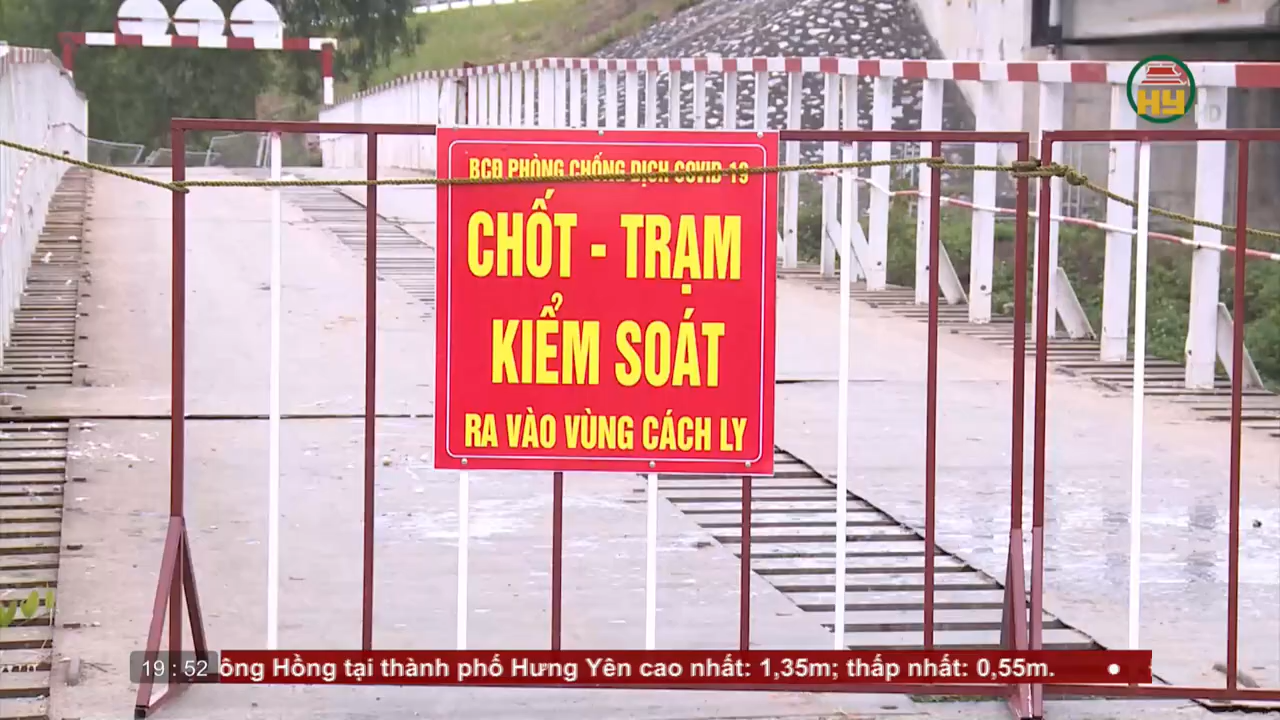 HY
BCĐ PHÒNG CHỐNG DỊCH COVID-19
CHỐT - TRẠM
KIỂM SOÁT
RA VÀO VÙNG CÁCH LY
19 : 52 ông Hồng tại thành phố Hưng Yên cao nhất: 1,35m; thấp nhất: 0,55m.